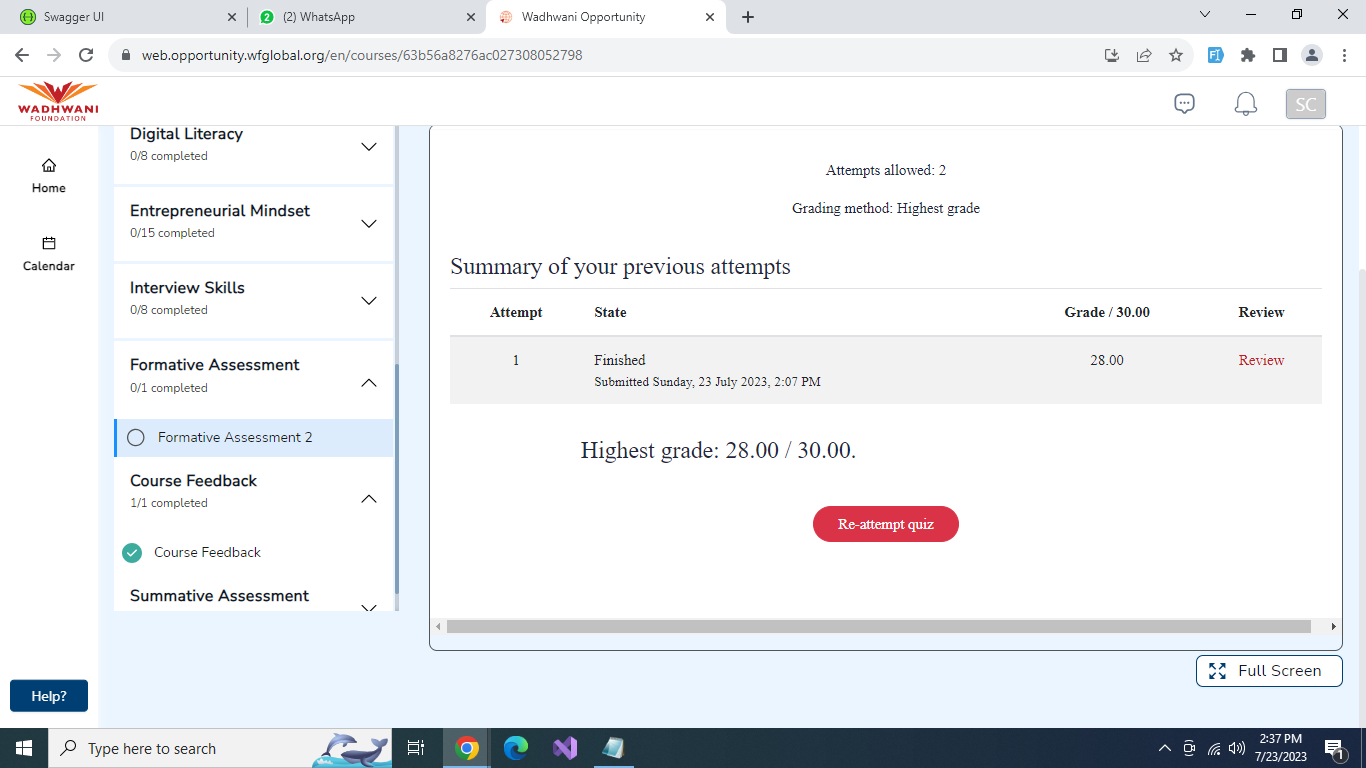 Swagger UI
(2) WhatsApp
Wadhwani Opportunity
web.opportunity.wfglobal.org/en/courses/63b56a8276ac027308052798
WADHWANI
FOUNDATION
SC
Home
Calendar
Help?
Digital Literacy
0/8 completed
Entrepreneurial Mindset
0/15 completed
Interview Skills
0/8 completed
Formative Assessment
0/1 completed
Formative Assessment 2
Course Feedback
1/1 completed
Course Feedback
Summative Assessment
Attempts allowed: 2
Grading method: Highest grade
Summary of your previous attempts
Attempt State Grade / 30.00 Review
1 Finished 28.00 Review
Submitted Sunday, 23 July 2023, 2:07 PM
Highest grade: 28.00 / 30.00.
Re-attempt quiz
Full Screen
Type here to search
2:37 PM
7/23/2023
1